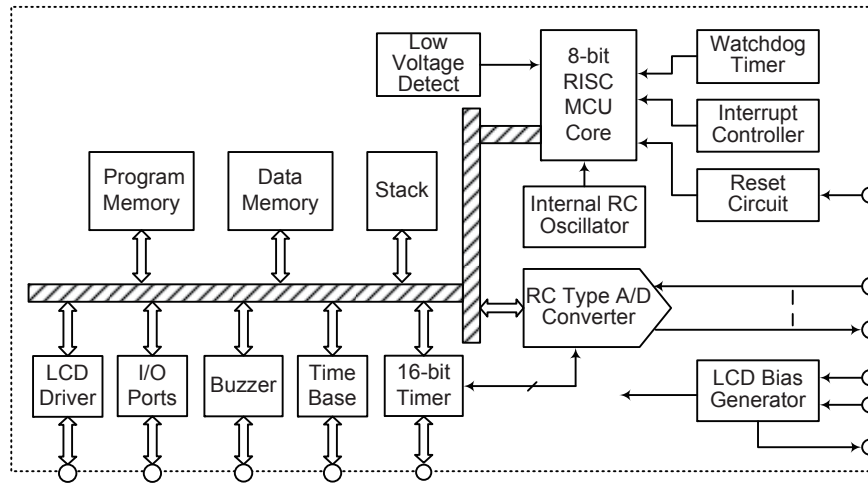 Low
Voltage
Detect
8-bit
RISC
MCU
Core
Watchdog
Timer
Interrupt
Controller
Reset
Circuit
Internal RC
Oscillator
Program
Memory
Data
Memory
Stack
RC Type A/D
Converter
LCD
Driver
I/O
Ports
Buzzer
Time
Base
16-bit
Timer
LCD Bias
Generator